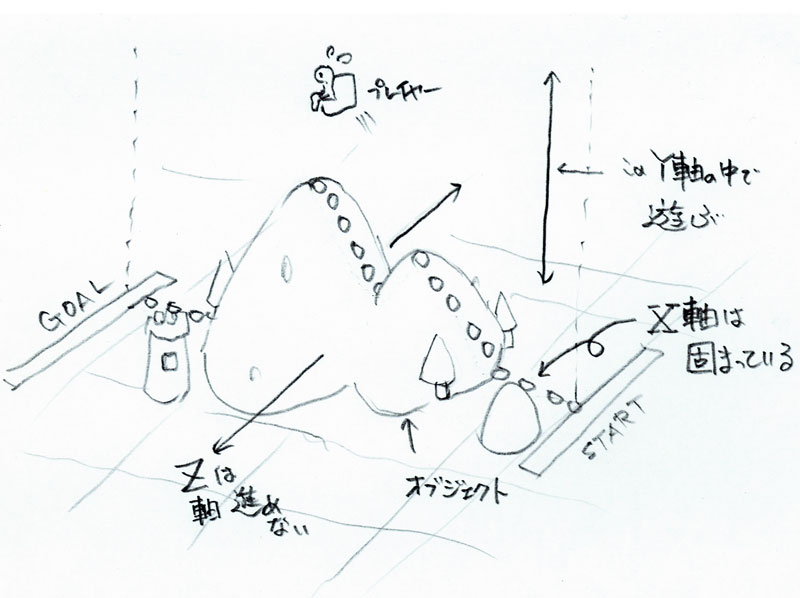 プレイヤー
このY軸の中で
遊ぶ
GOAL
X軸は
固まっている
START
Zは
軸進め
ない
オブジェクト